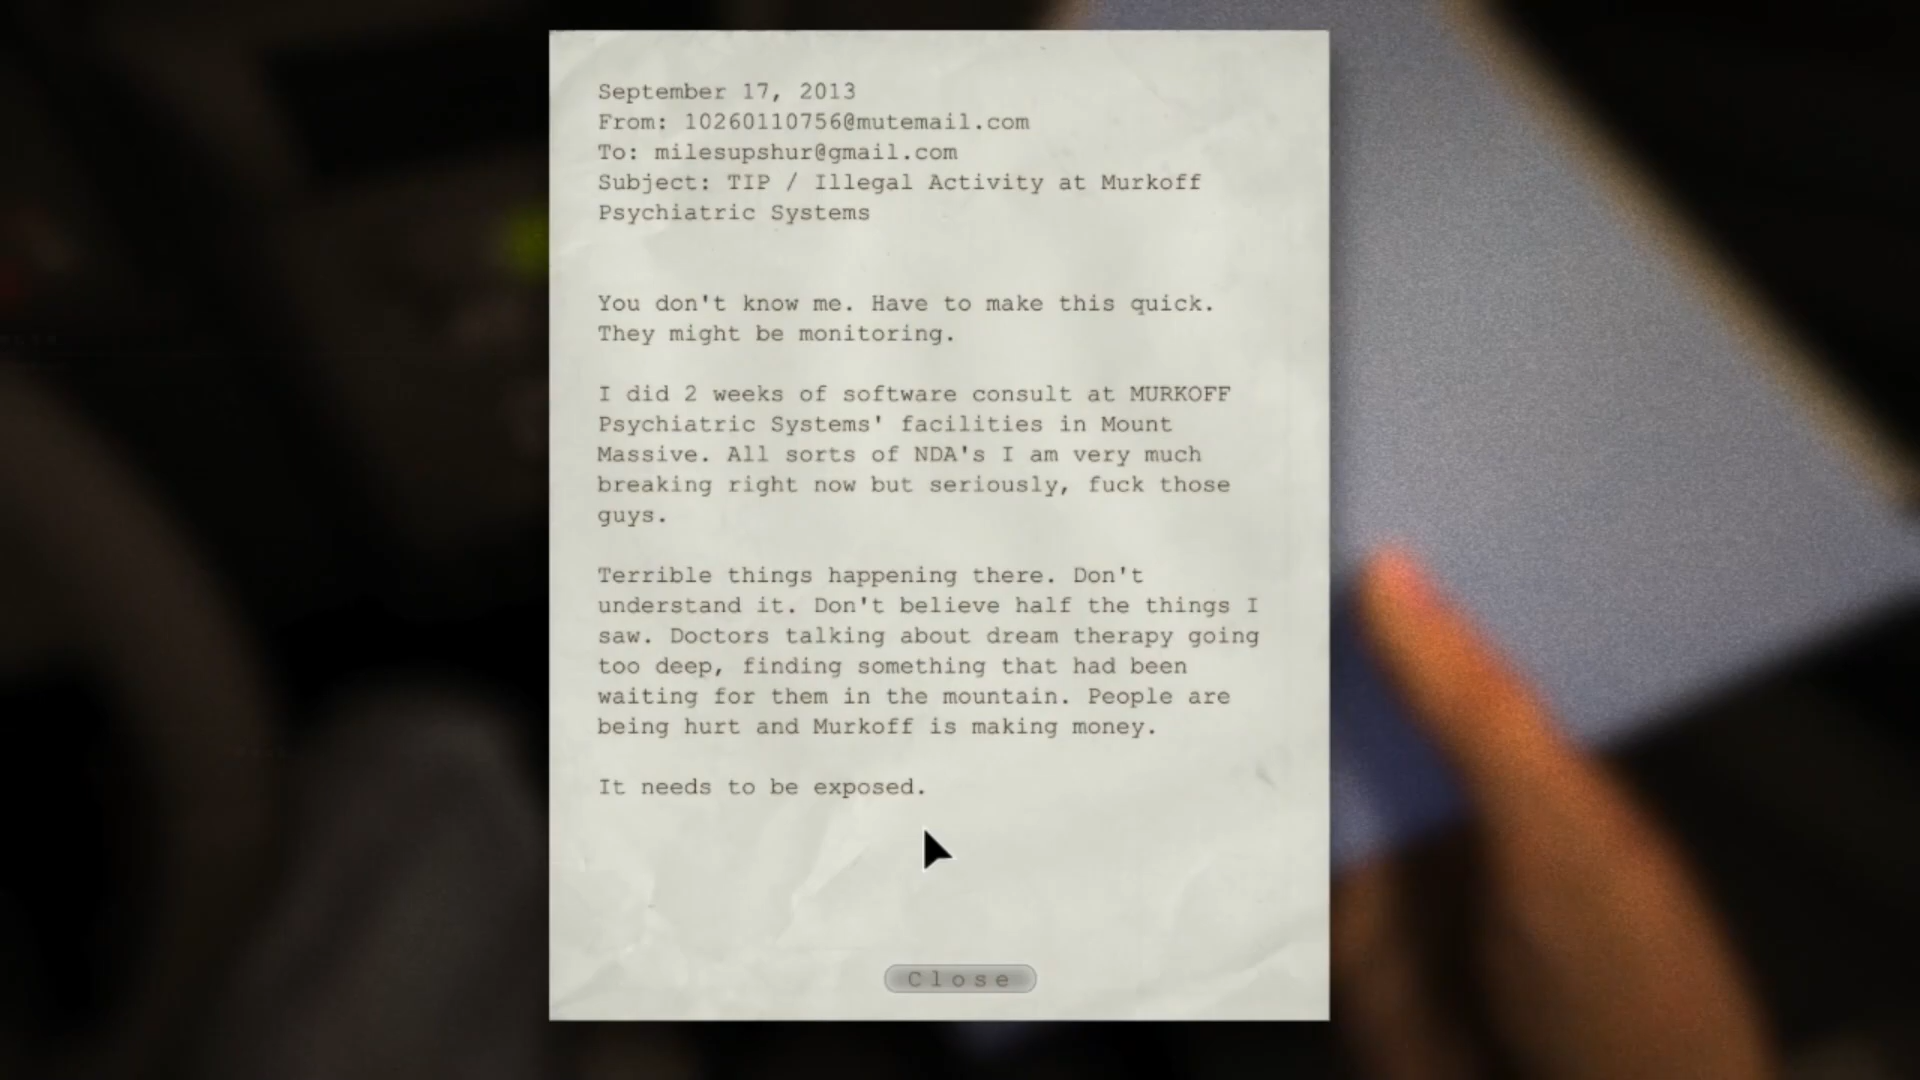 September 17, 2013
From: 10260110756@mutemail.com
To: milesupshur@gmail.com
Subject: TIP / Illegal Activity at Murkoff
Psychiatric Systems
You don't know me. Have to make this quick.
They might be monitoring.
I did 2 weeks of software consult at MURKOFF
Psychiatric Systems' facilities in Mount
Massive. All sorts of NDA's I am very much
breaking right now but seriously, fuck those
guys.
Terrible things happening there. Don't
understand it. Don't believe half the things I
saw. Doctors talking about dream therapy going
too deep, finding something that had been
waiting for them in the mountain. People are
being hurt and Murkoff is making money.
It needs to be exposed.
Close